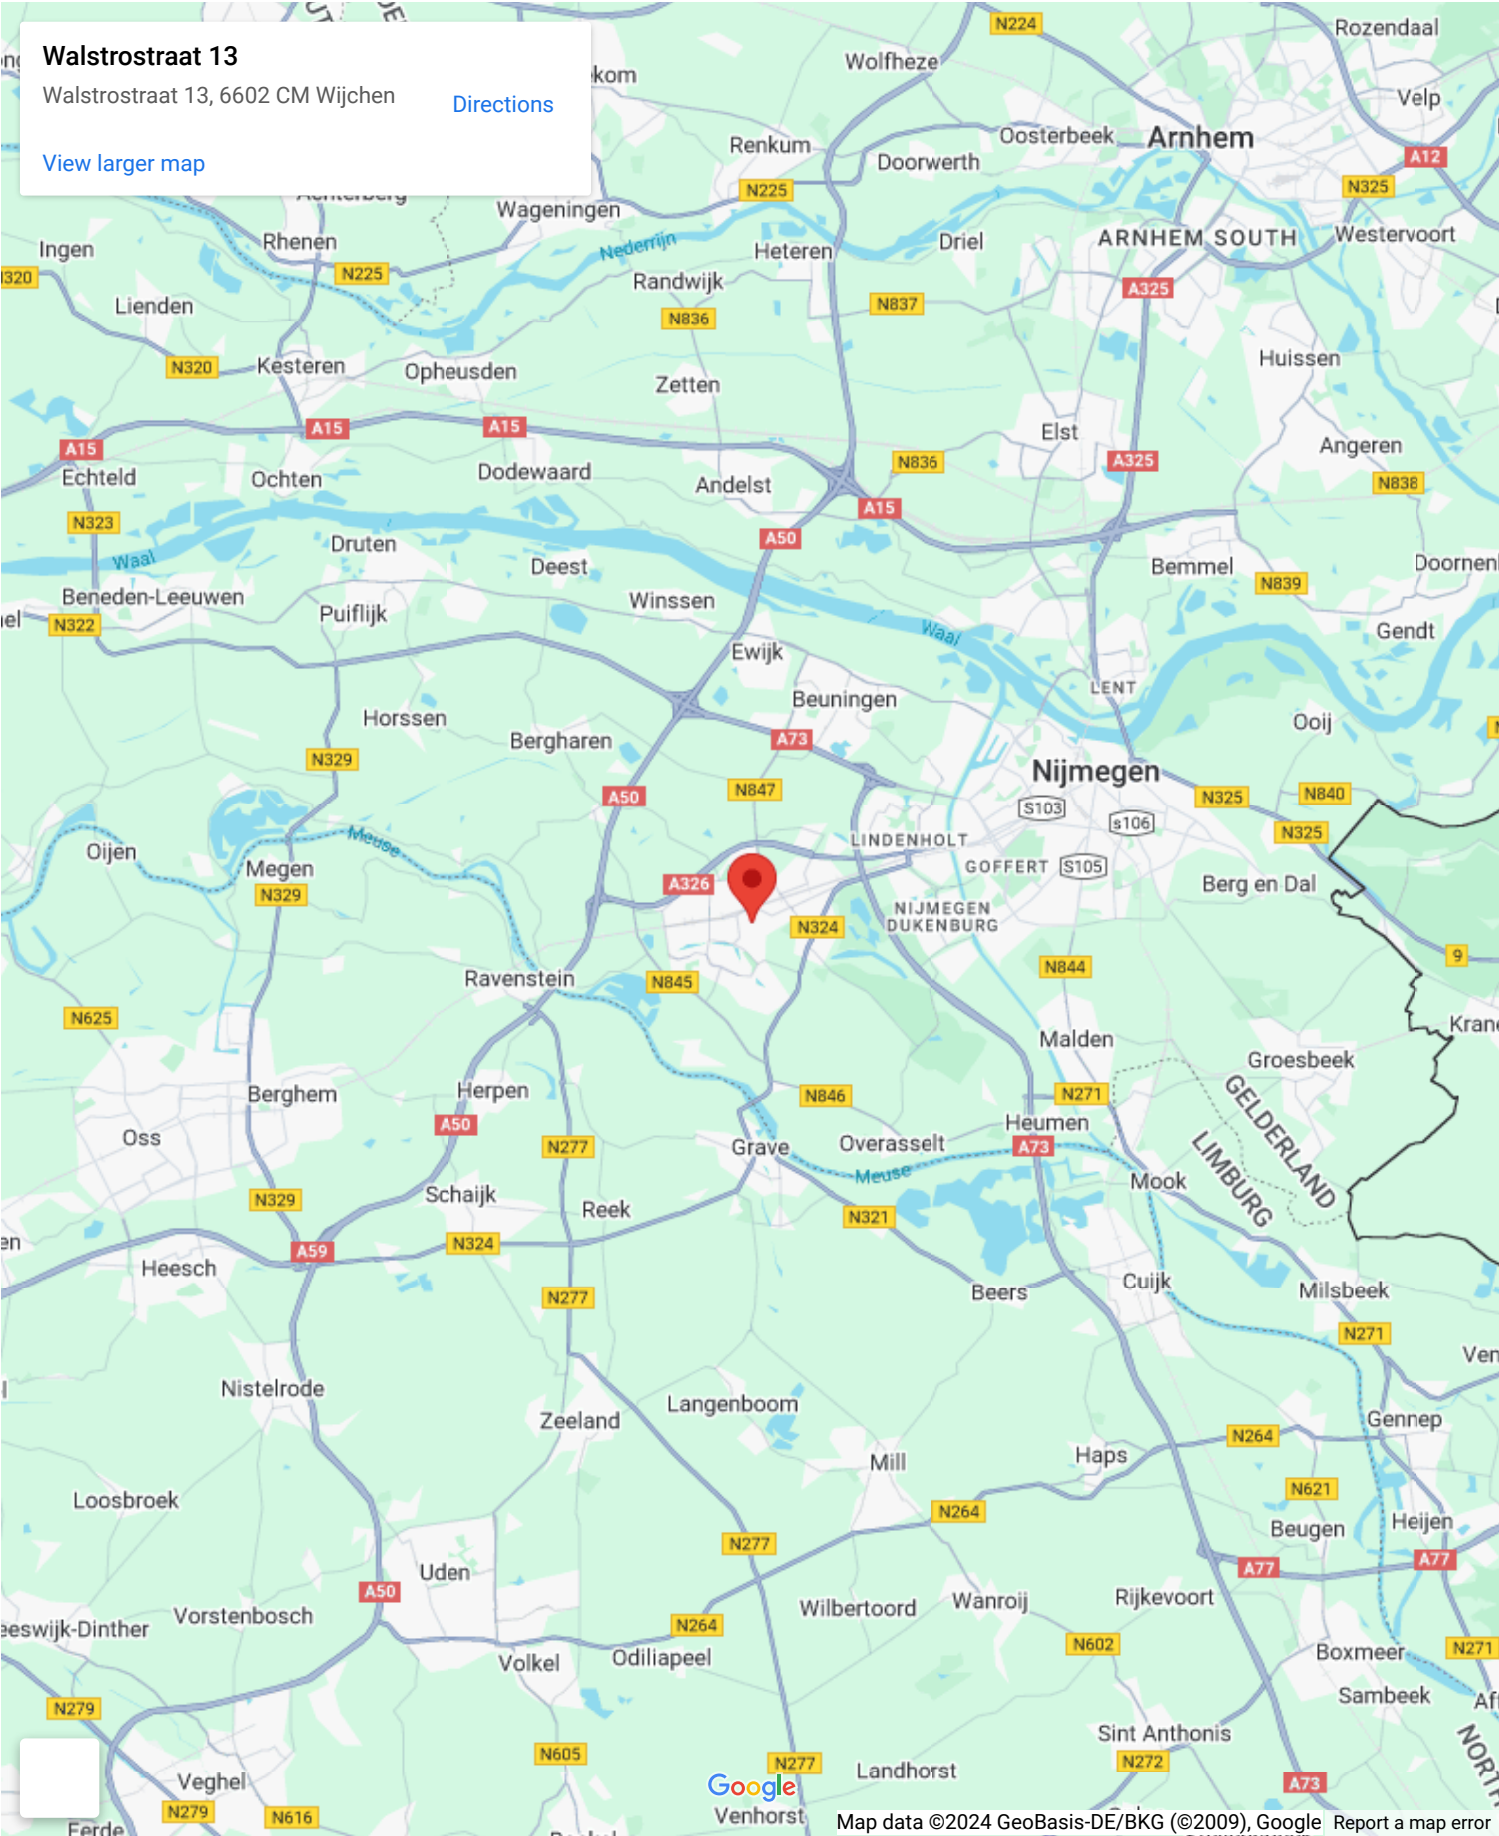 Walstrostraat 13
Walstrostraat 13, 6602 CM Wijchen
Directions
View larger map
N224
Rozendaal
Wolfheze
Velp
Renkum
Oosterbeek
Arnhem
Doorwerth
A12
N225
N325
Achterberg
Wageningen
Ingen
Rhenen
Nederrijn
Heteren
Driel
ARNHEM SOUTH
Westervoort
N225
Randwijk
A325
Lienden
N836
N837
N320
Kesteren
Opheusden
Zetten
Huissen
A15
A15
A15
Elst
Angeren
Echteld
Ochten
Dodewaard
Andelst
N836
A325
N838
N323
A15
Waal
Druten
Deest
A50
Bemmel
N839
Beneden-Leeuwen
Puiflijk
Winssen
N322
Waal
Gendt
Ewijk
LENT
Horssen
Beuningen
Ooij
Bergharen
A73
N329
Nijmegen
A50
N847
S103
s106
N325
N840
N325
Meuse
Oijen
Megen
LINDENHOLT
GOFFERT
S105
N329
A326
Berg en Dal
NIJMEGEN
DUKENBURG
N324
9
Ravenstein
N845
N844
N625
Malden
Groesbeek
Berghem
Herpen
N846
N271
GELDERLAND
LIMBURG
Oss
A50
N277
Grave
Overasselt
Heumen
A73
Meuse
Mook
N329
Schaijk
Reek
N321
A59
N324
Heesch
N277
Beers
Cuijk
Milsbeek
N271
Nistelrode
Langenboom
Zeeland
Gennep
N264
Mill
Haps
Loosbroek
N264
N621
Beugen
Heijen
N277
A77
A77
Uden
A50
Vorstenbosch
Wilbertoord
Wanroij
Rijkevoort
N264
N602
N271
Volkel
Odiliapeel
Boxmeer
Sambeek
N279
Sint Anthonis
N605
N277
Landhorst
N272
A73
Veghel
Google
N279
N616
Venhorst
Map data ©2024 GeoBasis-DE/BKG (©2009), Google
Report a map error